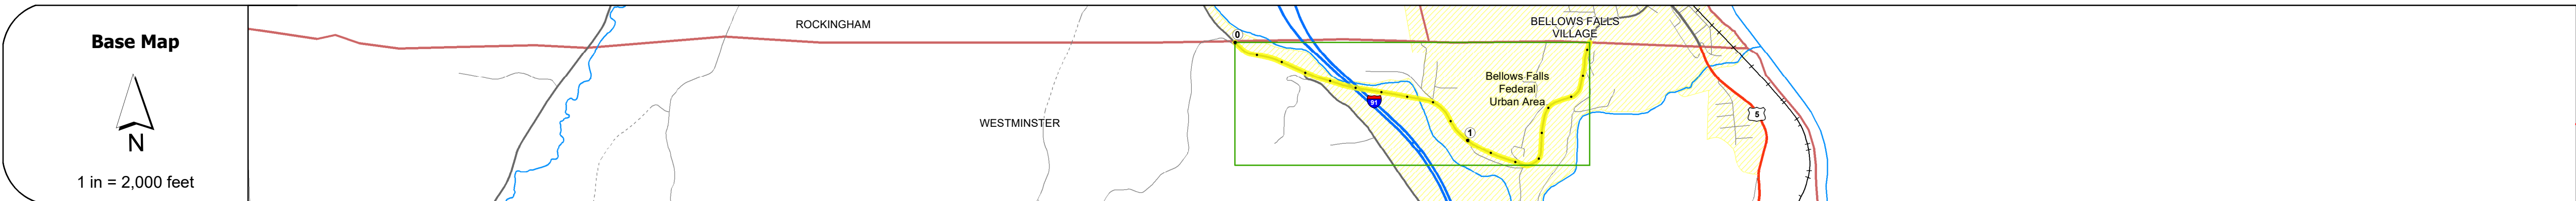 Base Map
N
1 in = 2,000 feet
ROCKINGHAM
WESTMINSTER
0
91
1
BELLOWS FALLS
VILLAGE
Bellows Falls
Federal
Urban Area
5